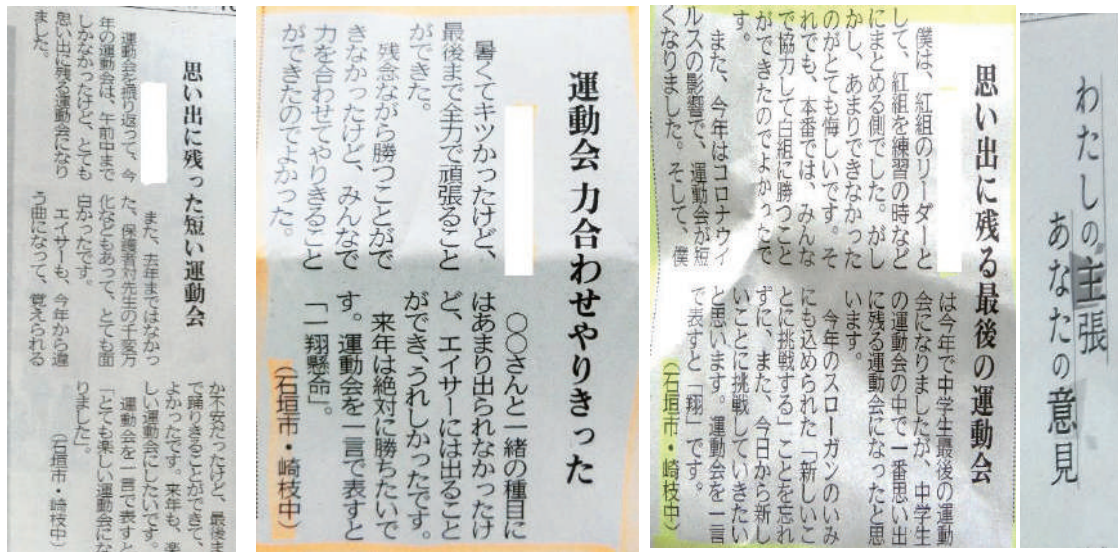 わたしの主張
あなたの意見
思い出に残る最後の運動会
僕は、紅組のリーダーと
して、紅組を練習の時など
にまとめる側でした。がし
かし、あまりできなかった
のがとても悔しいです。そ
れでも、本番では、みんな
で協力して白組に勝つこと
ができたのでよかったで
す。
また、今年はコロナウイ
ルスの影響で、運動会が短
くなりました。そして、僕
は今年で中学生最後の運動
会になりましたが、中学生
の運動会の中で一番思い出
に残る運動会になったと思
います。
今年のスローガンのいみ
にも込められた「新しいこ
とに挑戦する」ことを忘れ
ずに、また、今日から新し
いことに挑戦していきたい
と思います。運動会を一言
で表すと「翔」です。
(石垣市・崎枝中)
運動会 力合わせやりきった
暑くてキツかったけど、
最後まで全力で頑張ること
ができた。
残念ながら勝つことがで
きなかったけど、みんなで
力を合わせてやりきること
ができたのでよかった。
〇〇さんと一緒の種目に
はあまり出られなかったけ
ど、エイサーには出ること
ができ、うれしかったです。
来年は絶対に勝ちたいで
す。運動会を一言で表すと
「一翔懸命」。
(石垣市・崎枝中)
思い出に残った短い運動会
運動会を振り返って、今
年の運動会は、午前中まで
しかなかったけど、とても
思い出に残る運動会になり
ました。
また、去年まではなかっ
た、保護者対先生の千変万
化などもあって、とても面
白かったです。
エイサーも、今年から違
う曲になって、覚えられる
か不安だったけど、最後ま
で踊りきることができて、
よかったです。来年も、楽
しい運動会にしたいです。
運動会を一言で表すと
「とても楽しい運動会にな
りました」。
(石垣市・崎枝中)